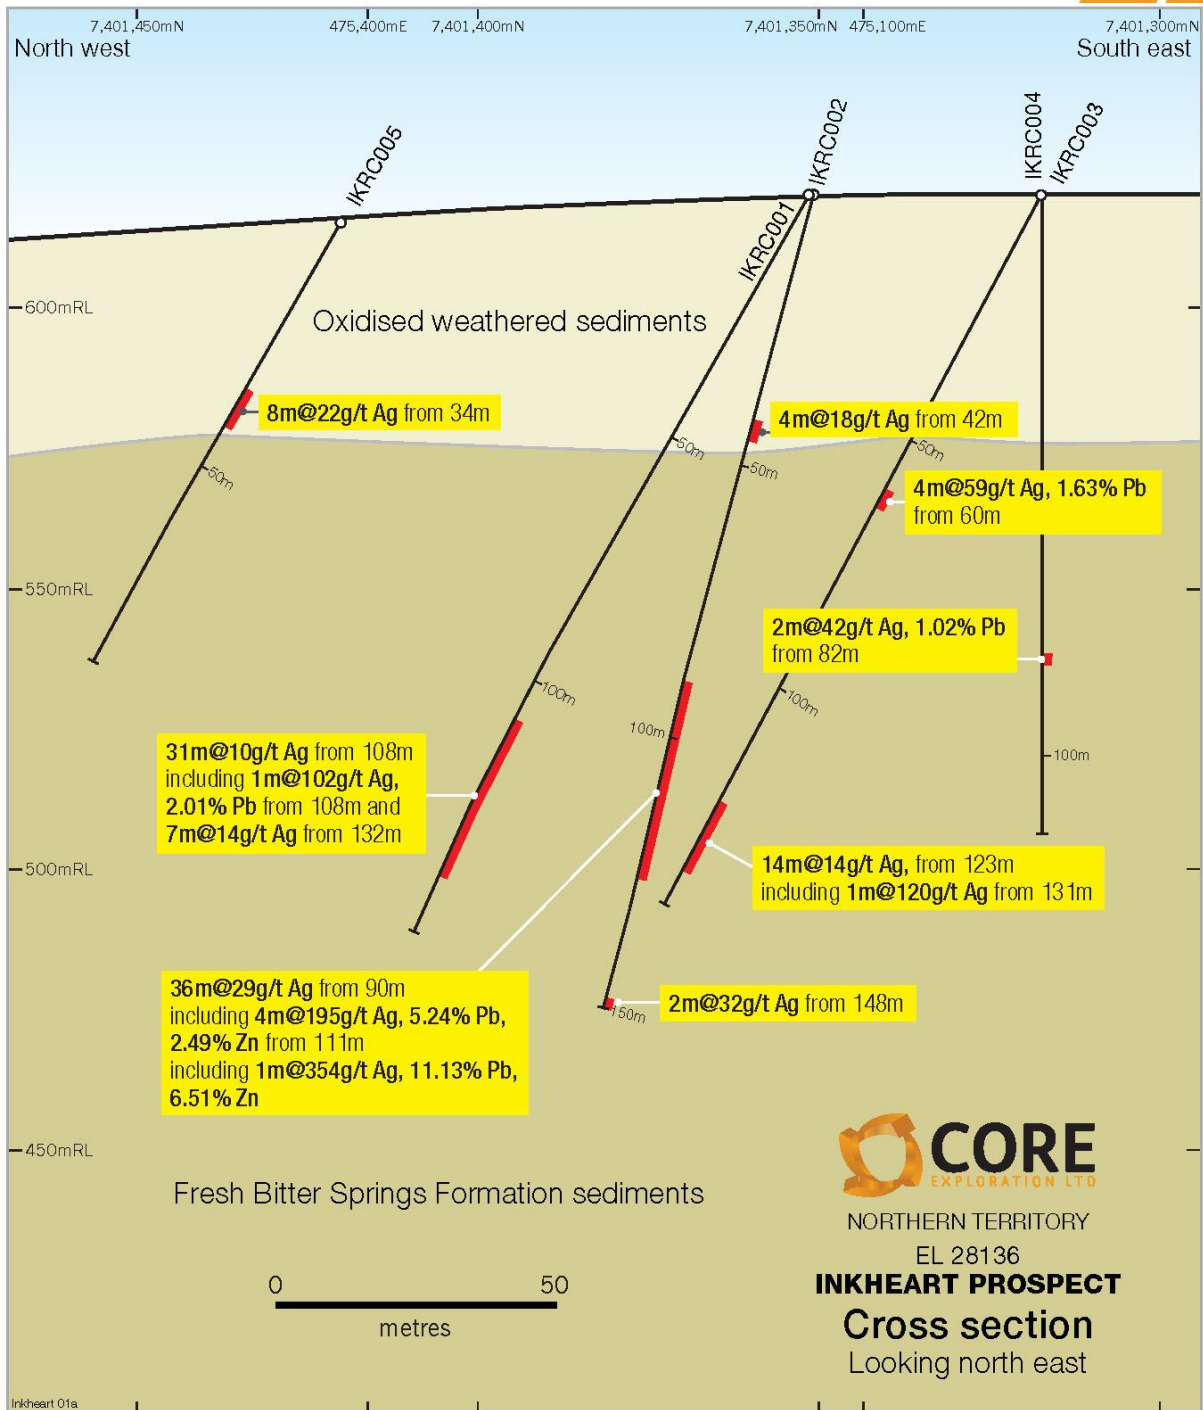 7,401,450mN
475,400mE
7,401,400mN
7,401,350mN
475,100mE
7,401,300mN
North west
South east
IKRC005
IKRC001
IKRC002
IKRC004
IKRC003
600mRL
Oxidised weathered sediments
8m@22g/t Ag from 34m
4m@18g/t Ag from 42m
50m
50m
50m
50m
4m@59g/t Ag, 1.63% Pb
from 60m
550mRL
2m@42g/t Ag, 1.02% Pb
from 82m
100m
100m
100m
100m
31m@10g/t Ag from 108m
including 1m@102g/t Ag,
2.01% Pb from 108m and
7m@14g/t Ag from 132m
500mRL
14m@14g/t Ag, from 123m
including 1m@120g/t Ag from 131m
36m@29g/t Ag from 90m
including 4m@195g/t Ag, 5.24% Pb,
2.49% Zn from 111m
including 1m@354g/t Ag, 11.13% Pb,
6.51% Zn
2m@32g/t Ag from 148m
150m
450mRL
Fresh Bitter Springs Formation sediments
CORE
EXPLORATION LTD
NORTHERN TERRITORY
EL 28136
INKHEART PROSPECT
Cross section
Looking north east
0 50
metres
Inkheart 01a